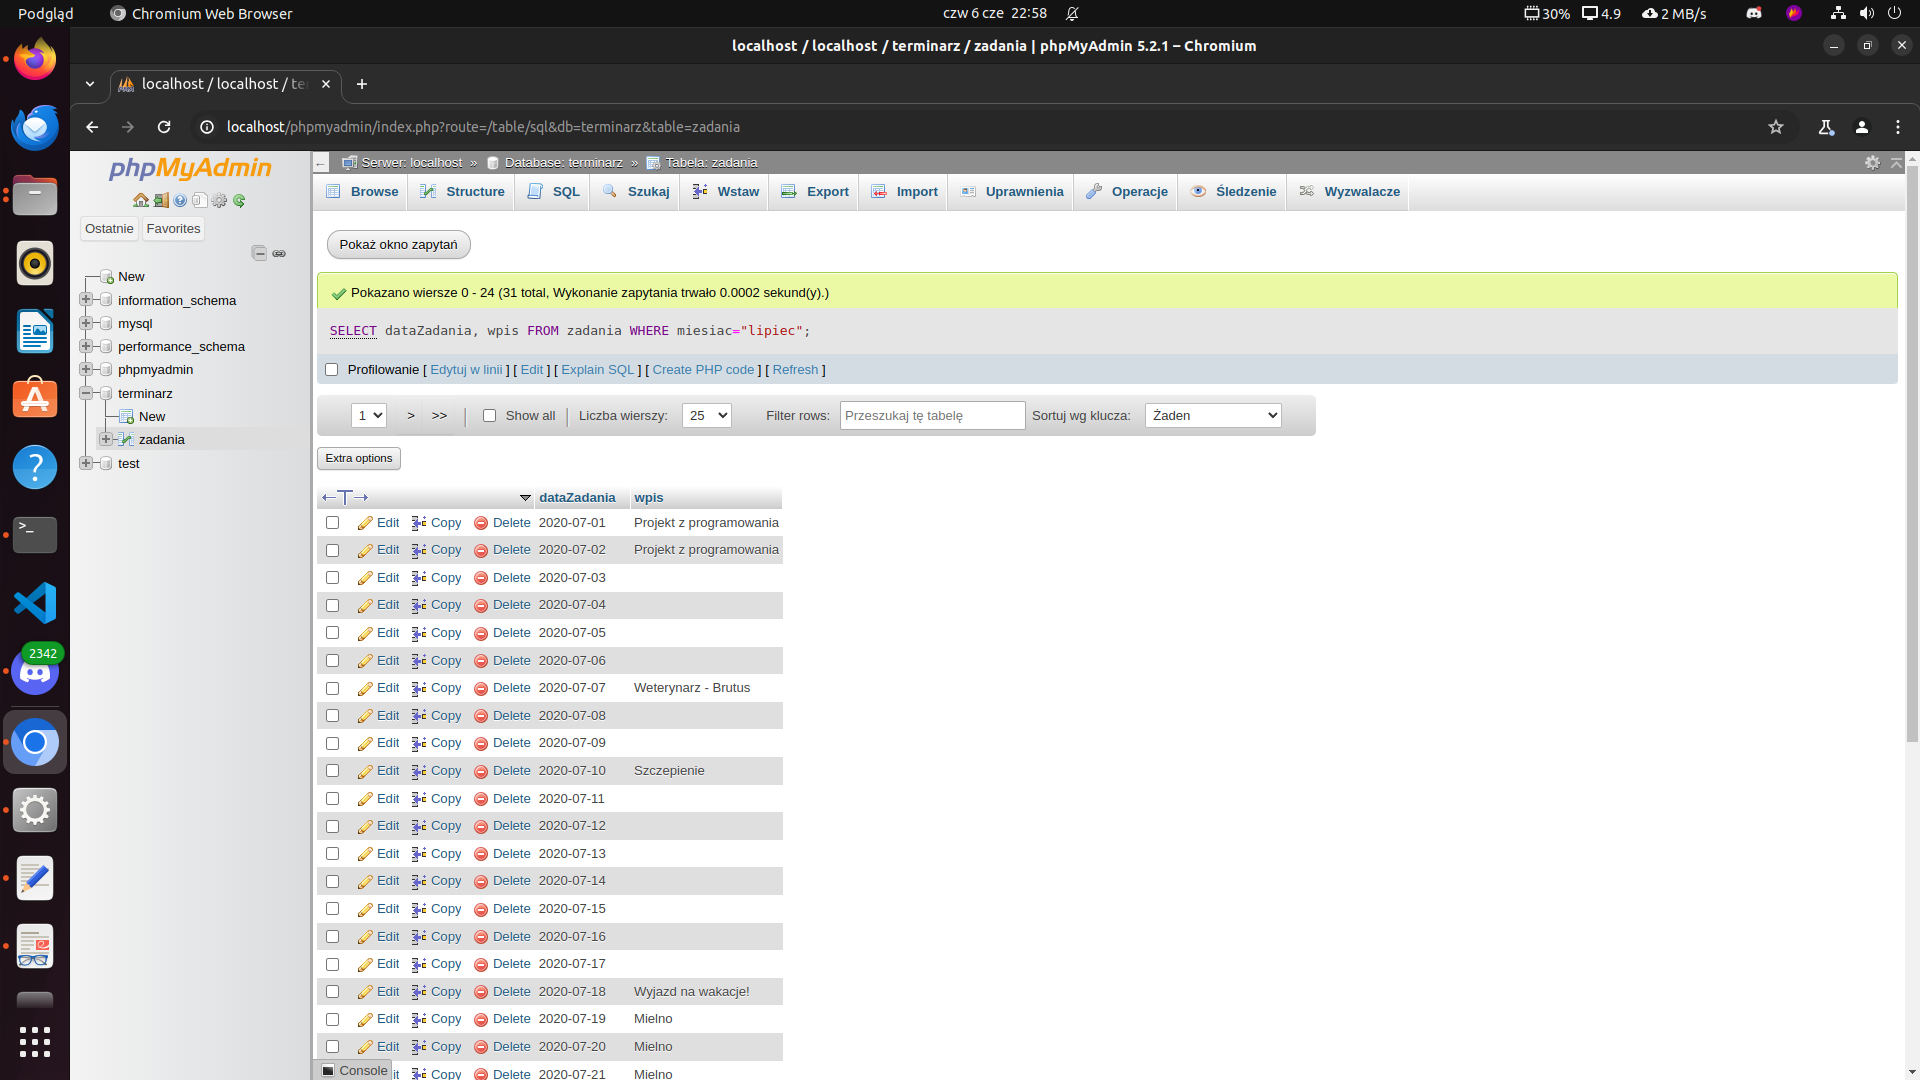 Podgląd Chromium Web Browser czw 6 cze 22:58 30% 4.9 2 MB/s
localhost / localhost / terminarz / zadania | phpMyAdmin 5.2.1 – Chromium
localhost / localhost / te
localhost/phpmyadmin/index.php?route=/table/sql&db=terminarz&table=zadania
phpMyAdmin
Ostatnie Favorites
New
information_schema
mysql
performance_schema
phpmyadmin
terminarz
New
zadania
test
2342
Serwer: localhost » Database: terminarz » Tabela: zadania
Browse Structure SQL Szukaj Wstaw Export Import Uprawnienia Operacje Śledzenie Wyzwalacze
Pokaż okno zapytań
Pokazano wiersze 0 - 24 (31 total, Wykonanie zapytania trwało 0.0002 sekund(y).)
SELECT dataZadania, wpis FROM zadania WHERE miesiac="lipiec";
Profilowanie [ Edytuj w linii ] [ Edit ] [ Explain SQL ] [ Create PHP code ] [ Refresh ]
1 > >> | Show all | Liczba wierszy: 25 Filter rows: Przeszukaj tę tabelę Sortuj wg klucza: Żaden
Extra options
←T→ dataZadania wpis
Edit Copy Delete 2020-07-01 Projekt z programowania
Edit Copy Delete 2020-07-02 Projekt z programowania
Edit Copy Delete 2020-07-03
Edit Copy Delete 2020-07-04
Edit Copy Delete 2020-07-05
Edit Copy Delete 2020-07-06
Edit Copy Delete 2020-07-07 Weterynarz - Brutus
Edit Copy Delete 2020-07-08
Edit Copy Delete 2020-07-09
Edit Copy Delete 2020-07-10 Szczepienie
Edit Copy Delete 2020-07-11
Edit Copy Delete 2020-07-12
Edit Copy Delete 2020-07-13
Edit Copy Delete 2020-07-14
Edit Copy Delete 2020-07-15
Edit Copy Delete 2020-07-16
Edit Copy Delete 2020-07-17
Edit Copy Delete 2020-07-18 Wyjazd na wakacje!
Edit Copy Delete 2020-07-19 Mielno
Edit Copy Delete 2020-07-20 Mielno
Console it Copy Delete 2020-07-21 Mielno